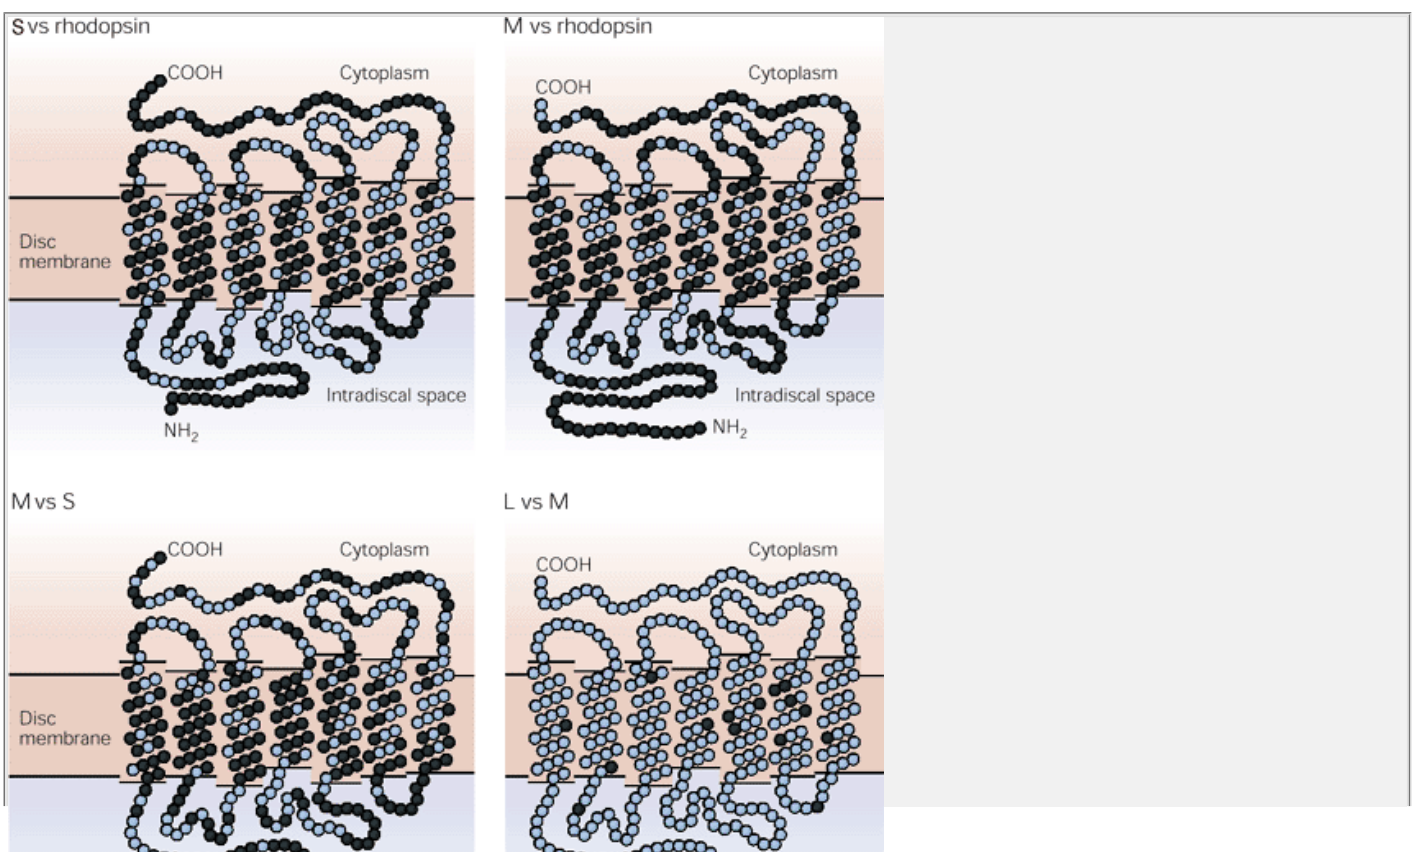 S vs rhodopsin
M vs rhodopsin
COOH
Cytoplasm
COOH
Cytoplasm
Disc
membrane
Intradiscal space
NH2
Intradiscal space
NH2
M vs S
L vs M
COOH
Cytoplasm
COOH
Cytoplasm
Disc
membrane